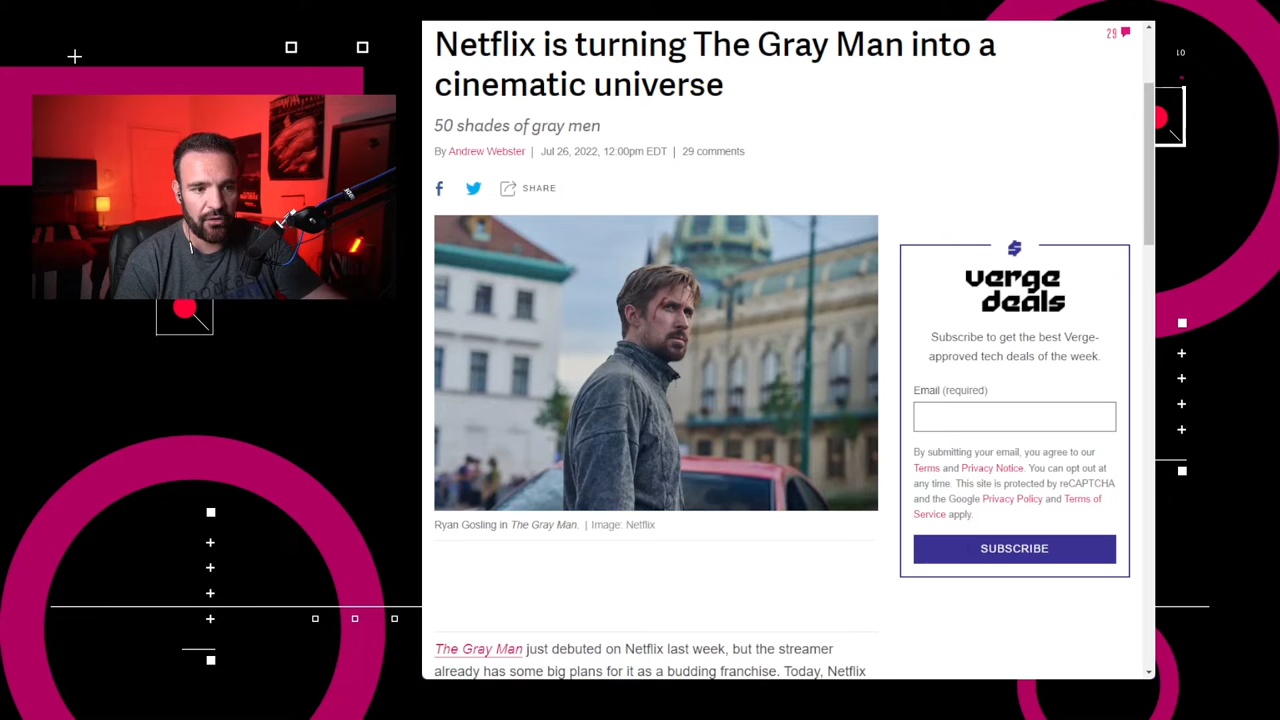 Netflix is turning The Gray Man into a
cinematic universe
29
50 shades of gray men
By Andrew Webster | Jul 26, 2022, 12:00pm EDT | 29 comments
SHARE
verge
deals
Subscribe to get the best Verge-
approved tech deals of the week.
Email (required)
By submitting your email, you agree to our
Terms and Privacy Notice. You can opt out at
any time. This site is protected by reCAPTCHA
and the Google Privacy Policy and Terms of
Service apply.
SUBSCRIBE
Ryan Gosling in The Gray Man. | Image: Netflix
The Gray Man just debuted on Netflix last week, but the streamer
already has some big plans for it as a budding franchise. Today, Netflix
10